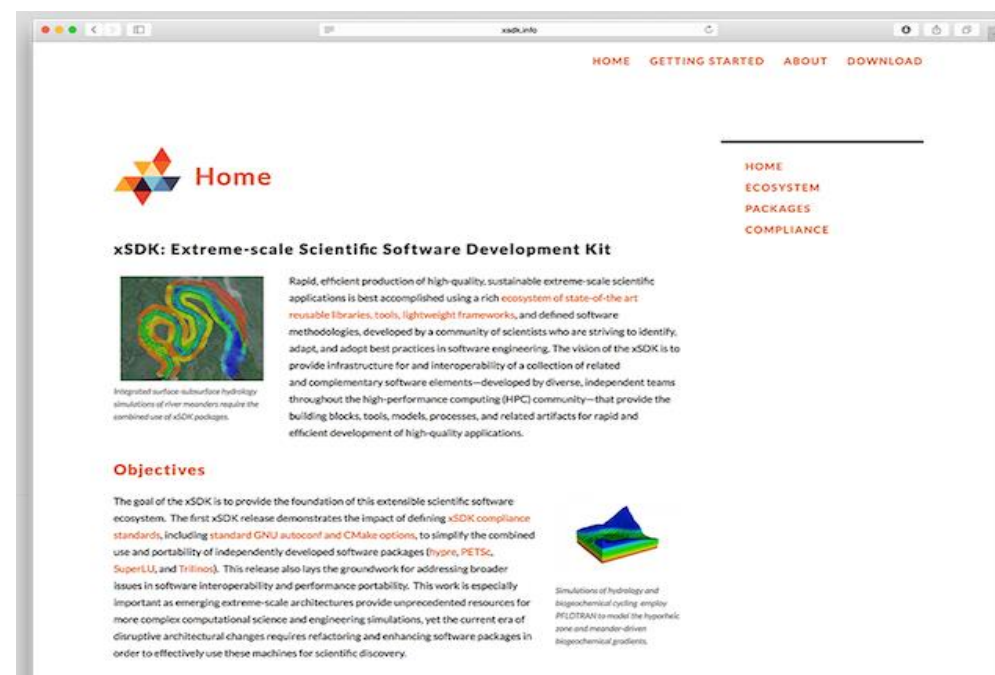 xsdk.info
HOME GETTING STARTED ABOUT DOWNLOAD
Home
HOME
ECOSYSTEM
PACKAGES
COMPLIANCE
xSDK: Extreme-scale Scientific Software Development Kit
Rapid, efficient production of high-quality, sustainable extreme-scale scientific
applications is best accomplished using a rich ecosystem of state-of-the art
reusable libraries, tools, lightweight frameworks, and defined software
methodologies, developed by a community of scientists who are striving to identify,
adapt, and adopt best practices in software engineering. The vision of the xSDK is to
provide infrastructure for and interoperability of a collection of related
and complementary software elements—developed by diverse, independent teams
throughout the high-performance computing (HPC) community—that provide the
building blocks, tools, models, processes, and related artifacts for rapid and
efficient development of high-quality applications.
Integrated surface-subsurface hydrology
simulations of river meanders require the
combined use of xSDK packages.
Objectives
The goal of the xSDK is to provide the foundation of this extensible scientific software
ecosystem. The first xSDK release demonstrates the impact of defining xSDK compliance
standards, including standard GNU autoconf and CMake options, to simplify the combined
use and portability of independently developed software packages (hypre, PETSc,
SuperLU, and Trilinos). This release also lays the groundwork for addressing broader
issues in software interoperability and performance portability. This work is especially
important as emerging extreme-scale architectures provide unprecedented resources for
more complex computational science and engineering simulations, yet the current era of
disruptive architectural changes requires refactoring and enhancing software packages in
order to effectively use these machines for scientific discovery.
Simulations of hydrology and
biogeochemical cycling employ
PFLOTRAN to model the hyporheic
zone and meander-driven
biogeochemical gradients.